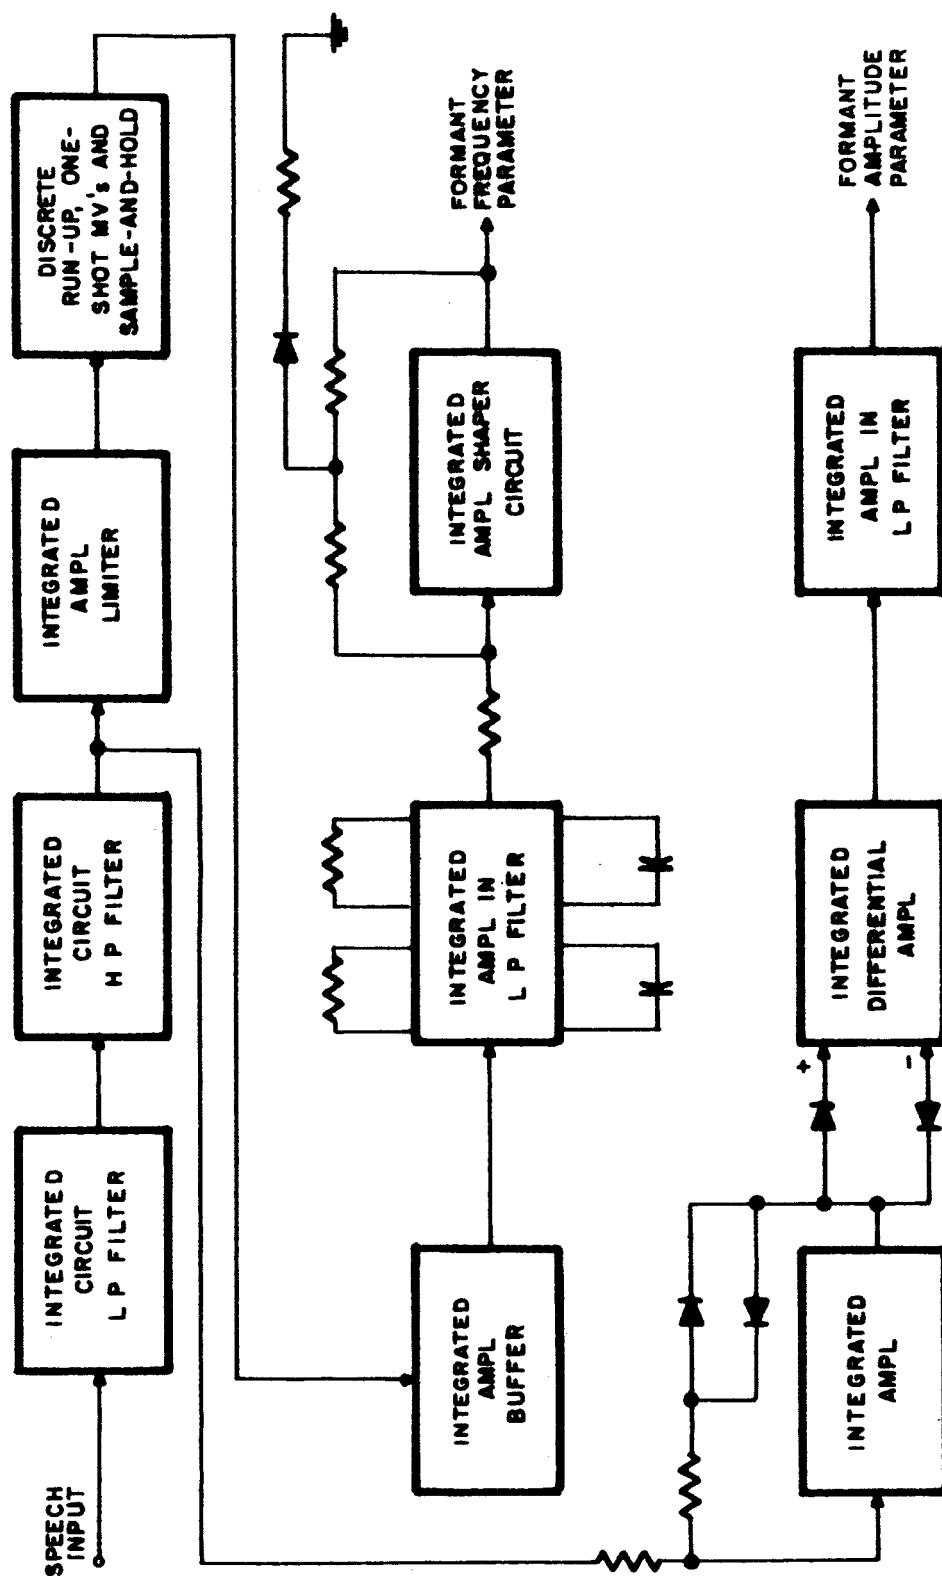 SPEECH
INPUT
INTEGRATED
CIRCUIT
L P FILTER
INTEGRATED
CIRCUIT
H P FILTER
INTEGRATED
AMPL
LIMITER
DISCRETE
RUN-UP, ONE-
SHOT MV's AND
SAMPLE-AND-HOLD
INTEGRATED
AMPL
BUFFER
INTEGRATED
AMPL IN
L P FILTER
INTEGRATED
AMPL SHAPER
CIRCUIT
FORMANT
FREQUENCY
PARAMETER
INTEGRATED
AMPL
+
-
INTEGRATED
DIFFERENTIAL
AMPL
INTEGRATED
AMPL IN
L P FILTER
FORMANT
AMPLITUDE
PARAMETER